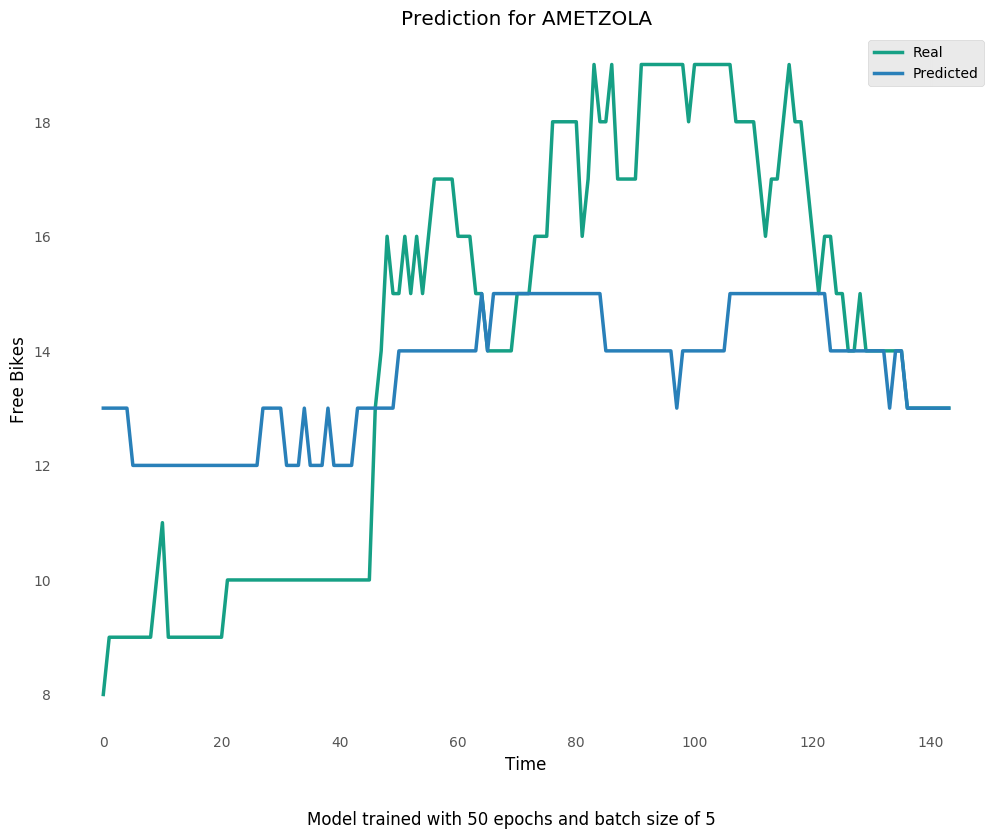 Prediction for AMETZOLA
Real
Predicted
Free Bikes
18
16
14
12
10
8
0 20 40 60 80 100 120 140
Time
Model trained with 50 epochs and batch size of 5